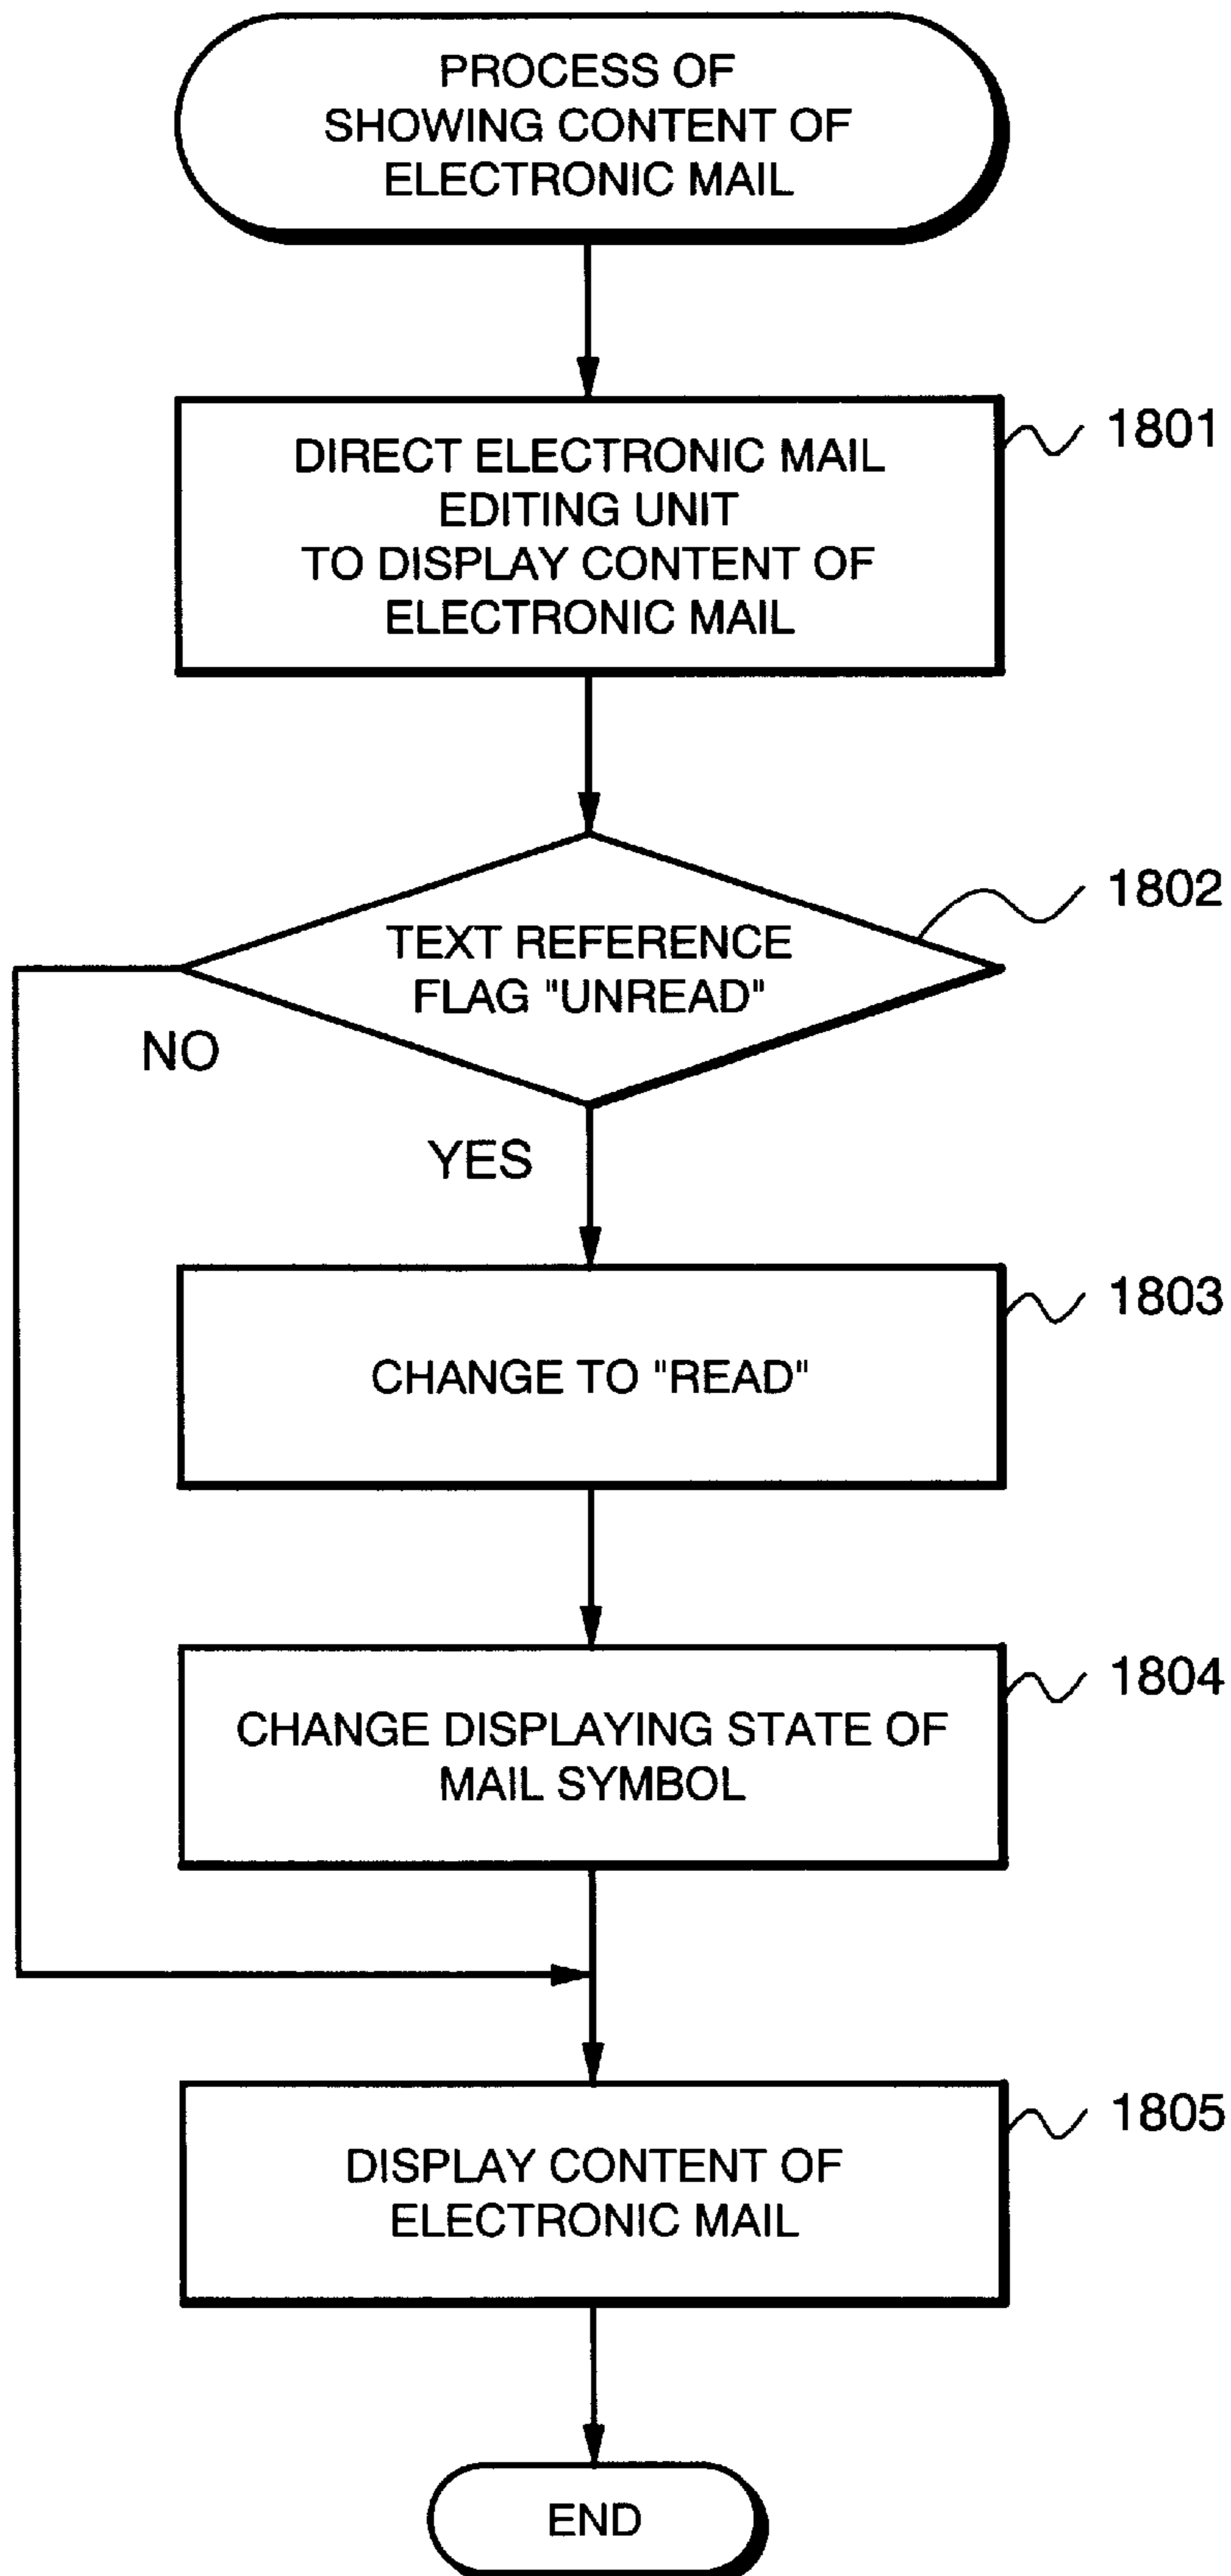 PROCESS OF
SHOWING CONTENT OF
ELECTRONIC MAIL
DIRECT ELECTRONIC MAIL
EDITING UNIT
TO DISPLAY CONTENT OF
ELECTRONIC MAIL
1801
TEXT REFERENCE
FLAG "UNREAD"
1802
NO
YES
CHANGE TO "READ"
1803
CHANGE DISPLAYING STATE OF
MAIL SYMBOL
1804
DISPLAY CONTENT OF
ELECTRONIC MAIL
1805
END